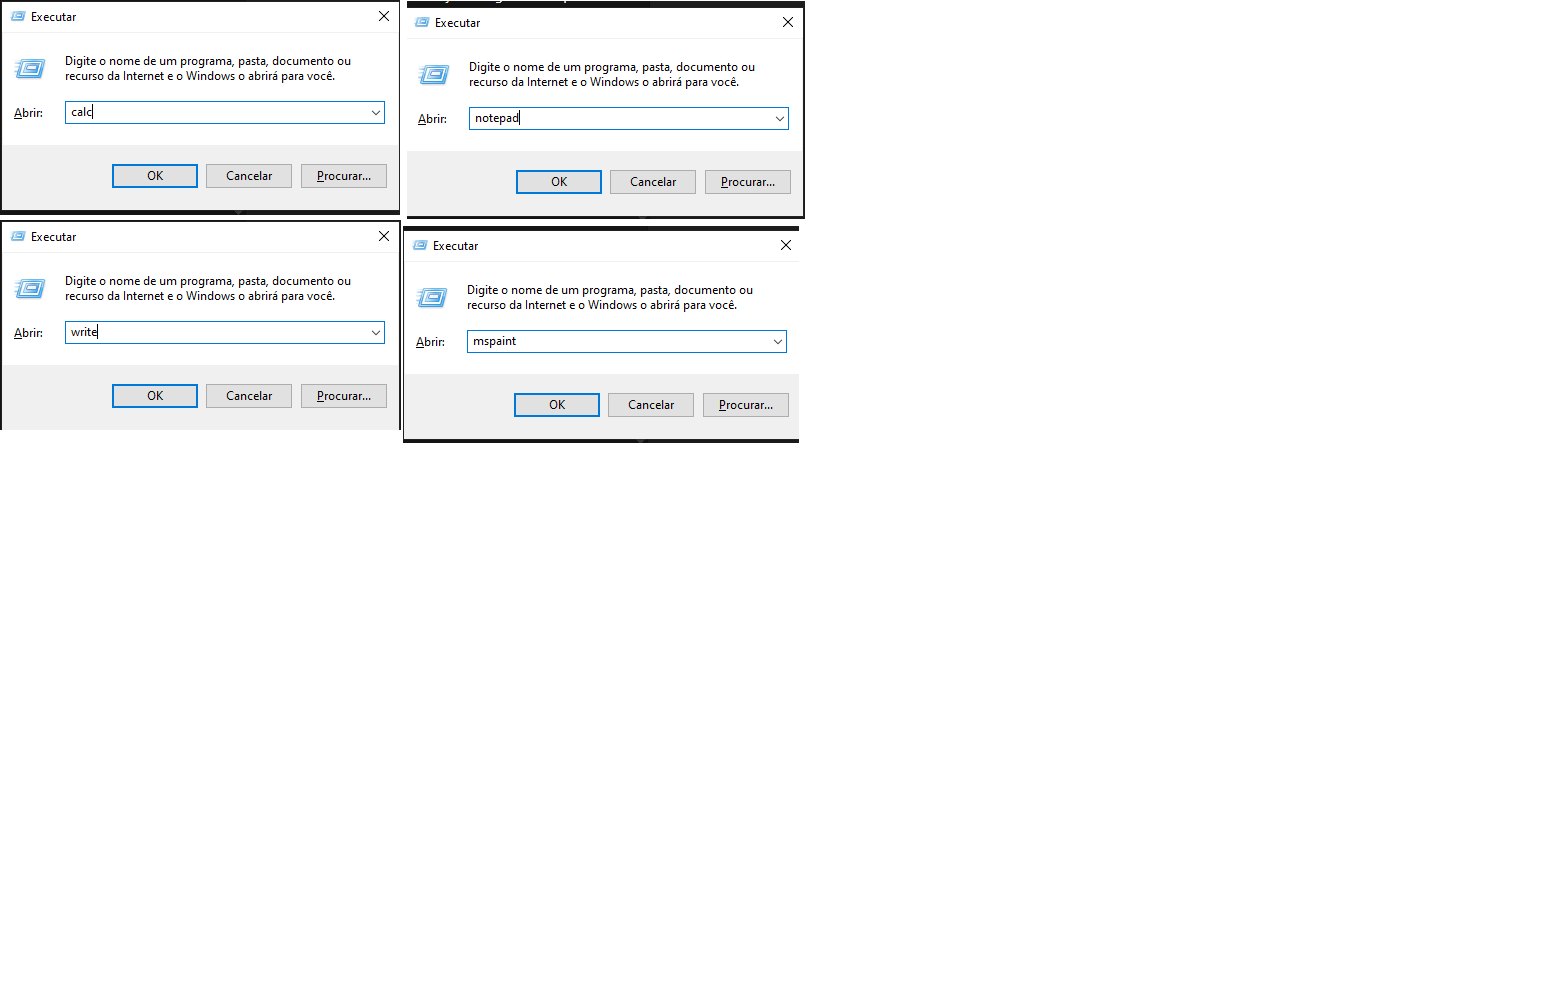 Executar
Digite o nome de um programa, pasta, documento ou
recurso da Internet e o Windows o abrirá para você.
Abrir: calc
OK Cancelar Procurar...
Executar
Digite o nome de um programa, pasta, documento ou
recurso da Internet e o Windows o abrirá para você.
Abrir: notepad
OK Cancelar Procurar...
Executar
Digite o nome de um programa, pasta, documento ou
recurso da Internet e o Windows o abrirá para você.
Abrir: write
OK Cancelar Procurar...
Executar
Digite o nome de um programa, pasta, documento ou
recurso da Internet e o Windows o abrirá para você.
Abrir: mspaint
OK Cancelar Procurar...